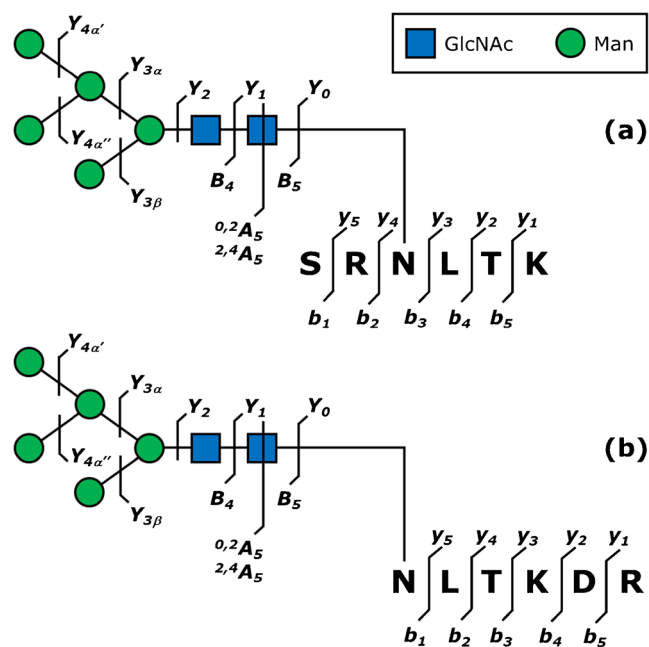 GlcNAc Man
Y4α′
Y3α
Y2 Y1 Y0
(a)
Y4α″
B4 B5
Y3β
0,2A5
2,4A5
y5 y4 y3 y2 y1
S R N L T K
b1 b2 b3 b4 b5
Y4α′
Y3α
Y2 Y1 Y0
(b)
Y4α″
B4 B5
Y3β
0,2A5
2,4A5
y5 y4 y3 y2 y1
N L T K D R
b1 b2 b3 b4 b5